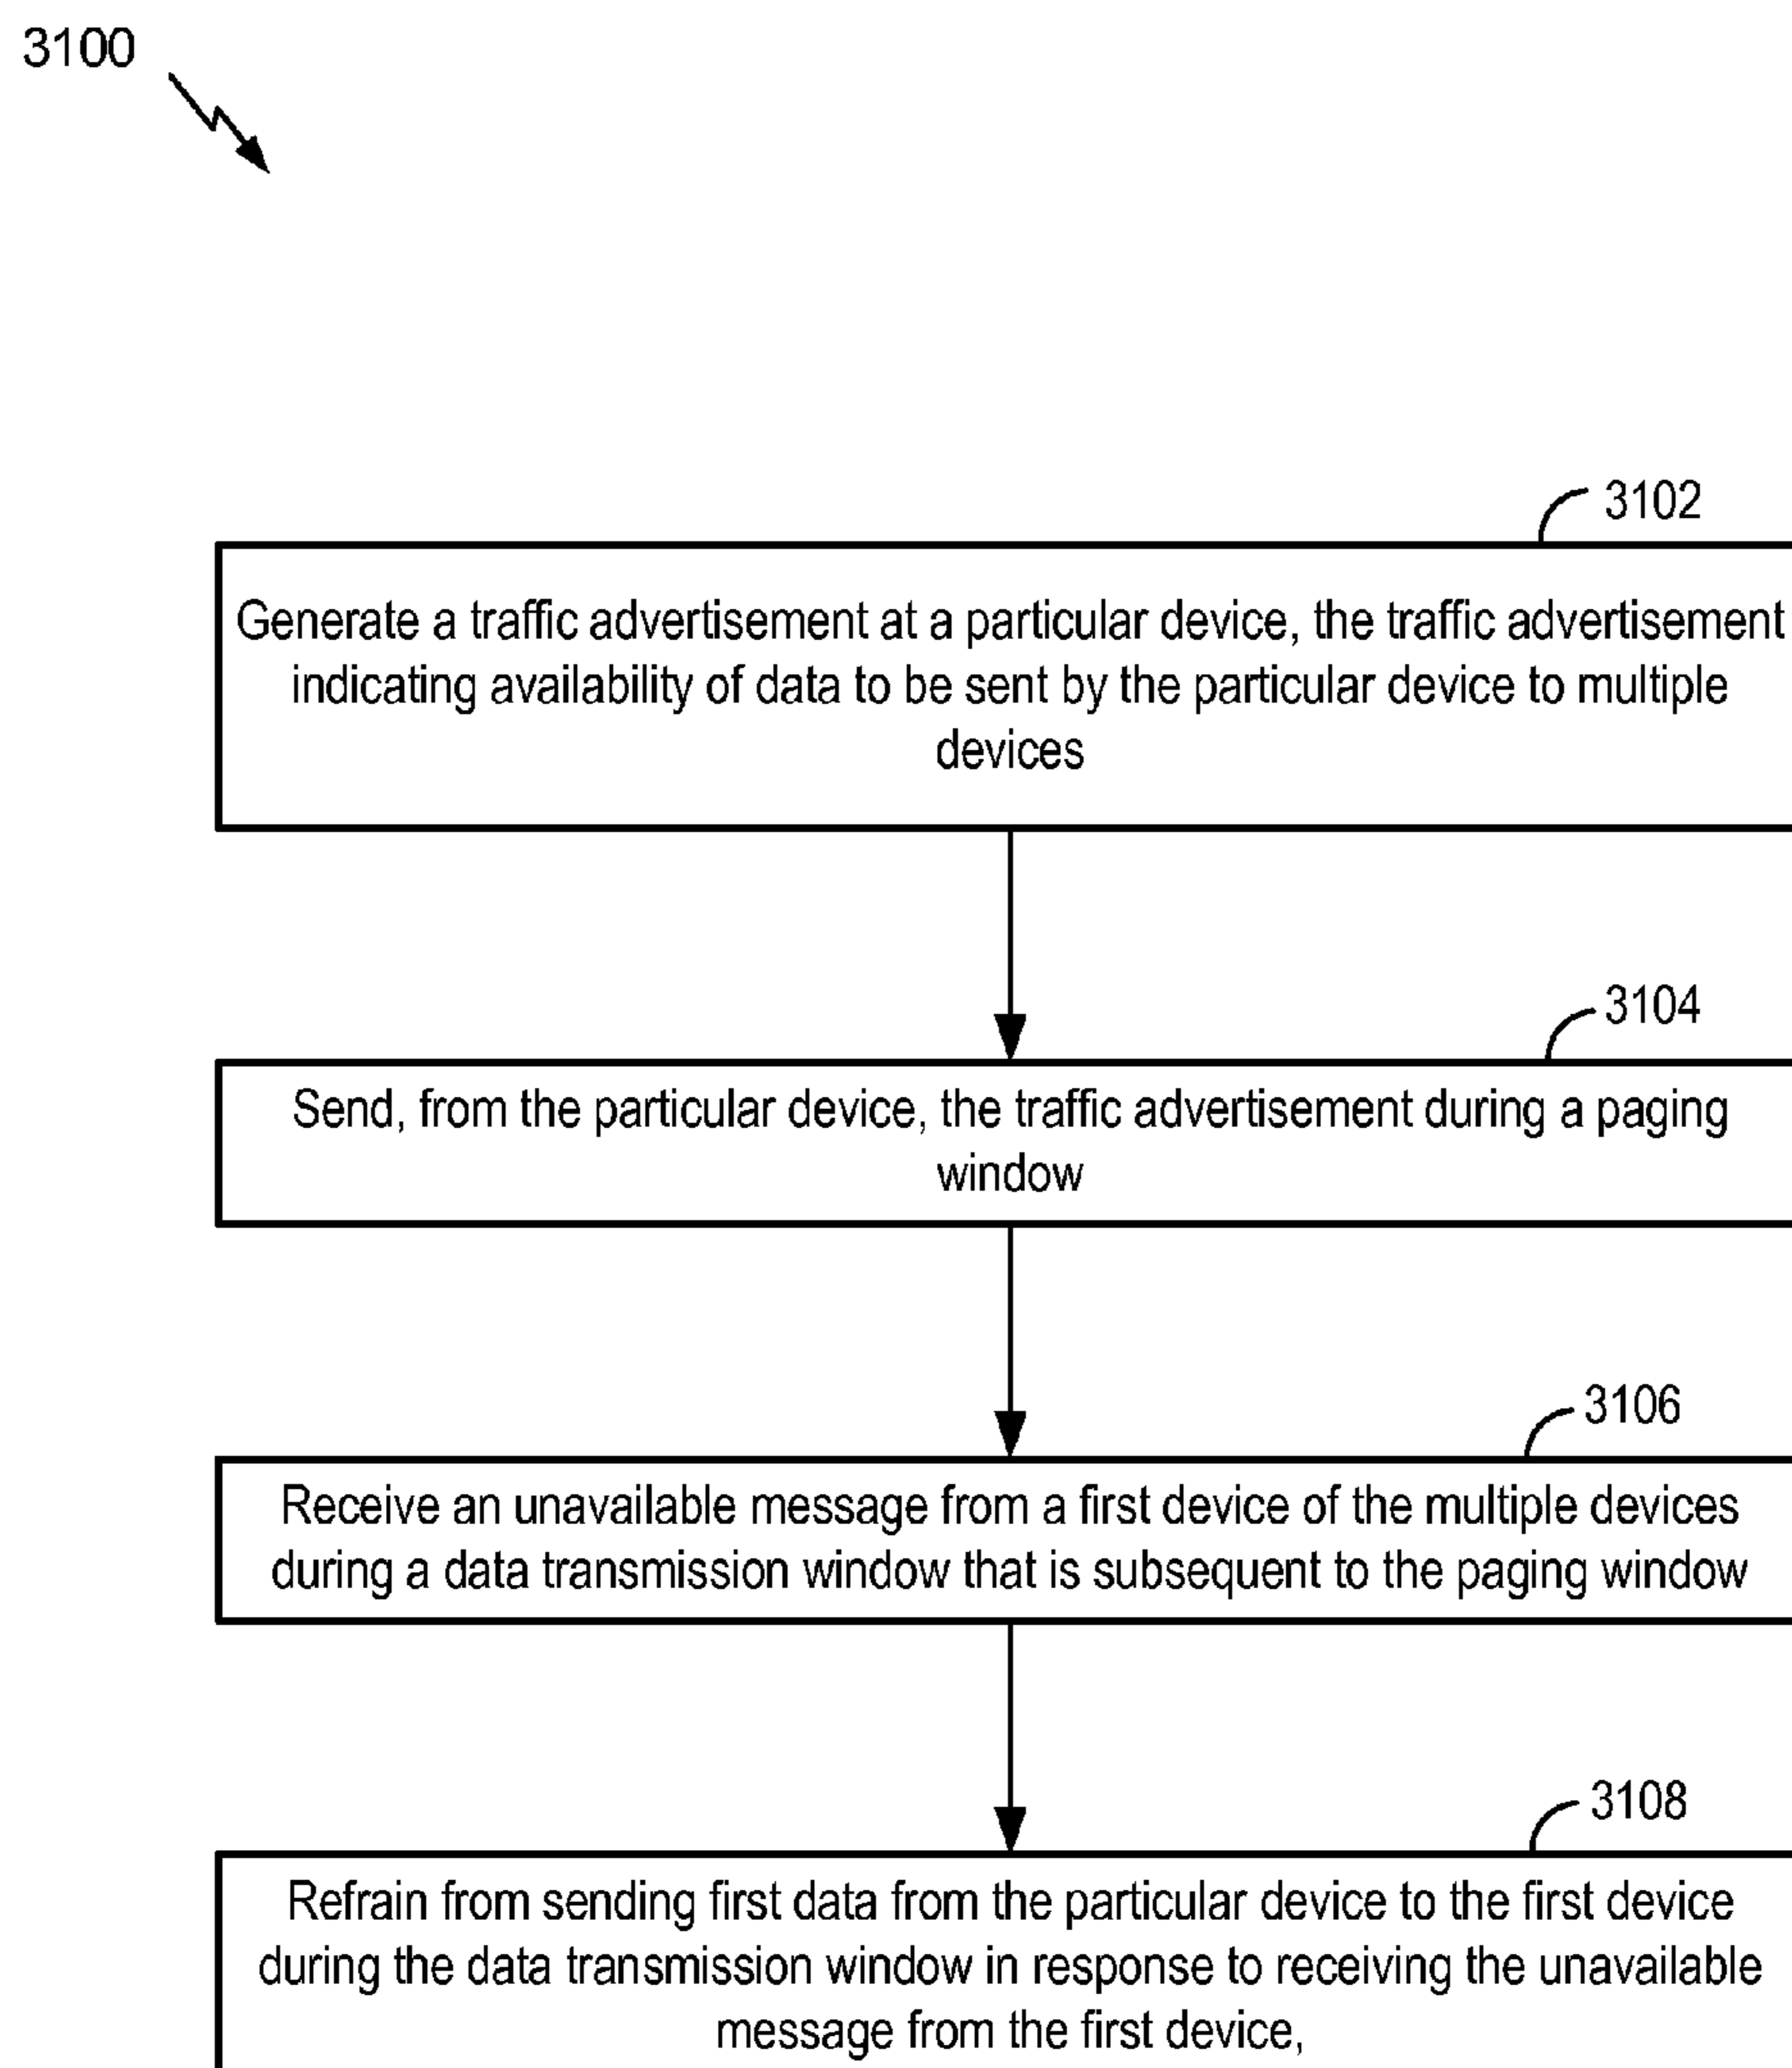 3100
3102
Generate a traffic advertisement at a particular device, the traffic advertisement
indicating availability of data to be sent by the particular device to multiple
devices
3104
Send, from the particular device, the traffic advertisement during a paging
window
3106
Receive an unavailable message from a first device of the multiple devices
during a data transmission window that is subsequent to the paging window
3108
Refrain from sending first data from the particular device to the first device
during the data transmission window in response to receiving the unavailable
message from the first device,